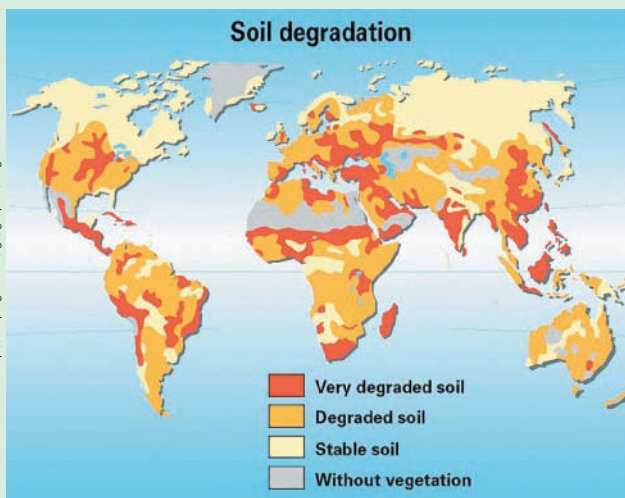 Soil degradation
Very degraded soil
Degraded soil
Stable soil
Without vegetation